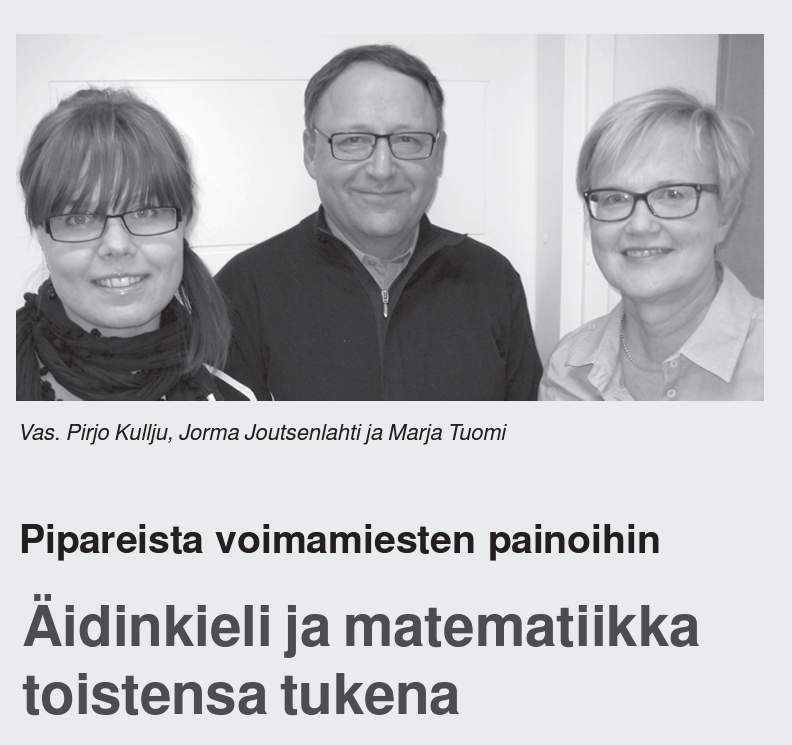 Vas. Pirjo Kullju, Jorma Joutsenlahti ja Marja Tuomi
Pipareista voimamiesten painoihin
Äidinkieli ja matematiikka
toistensa tukena